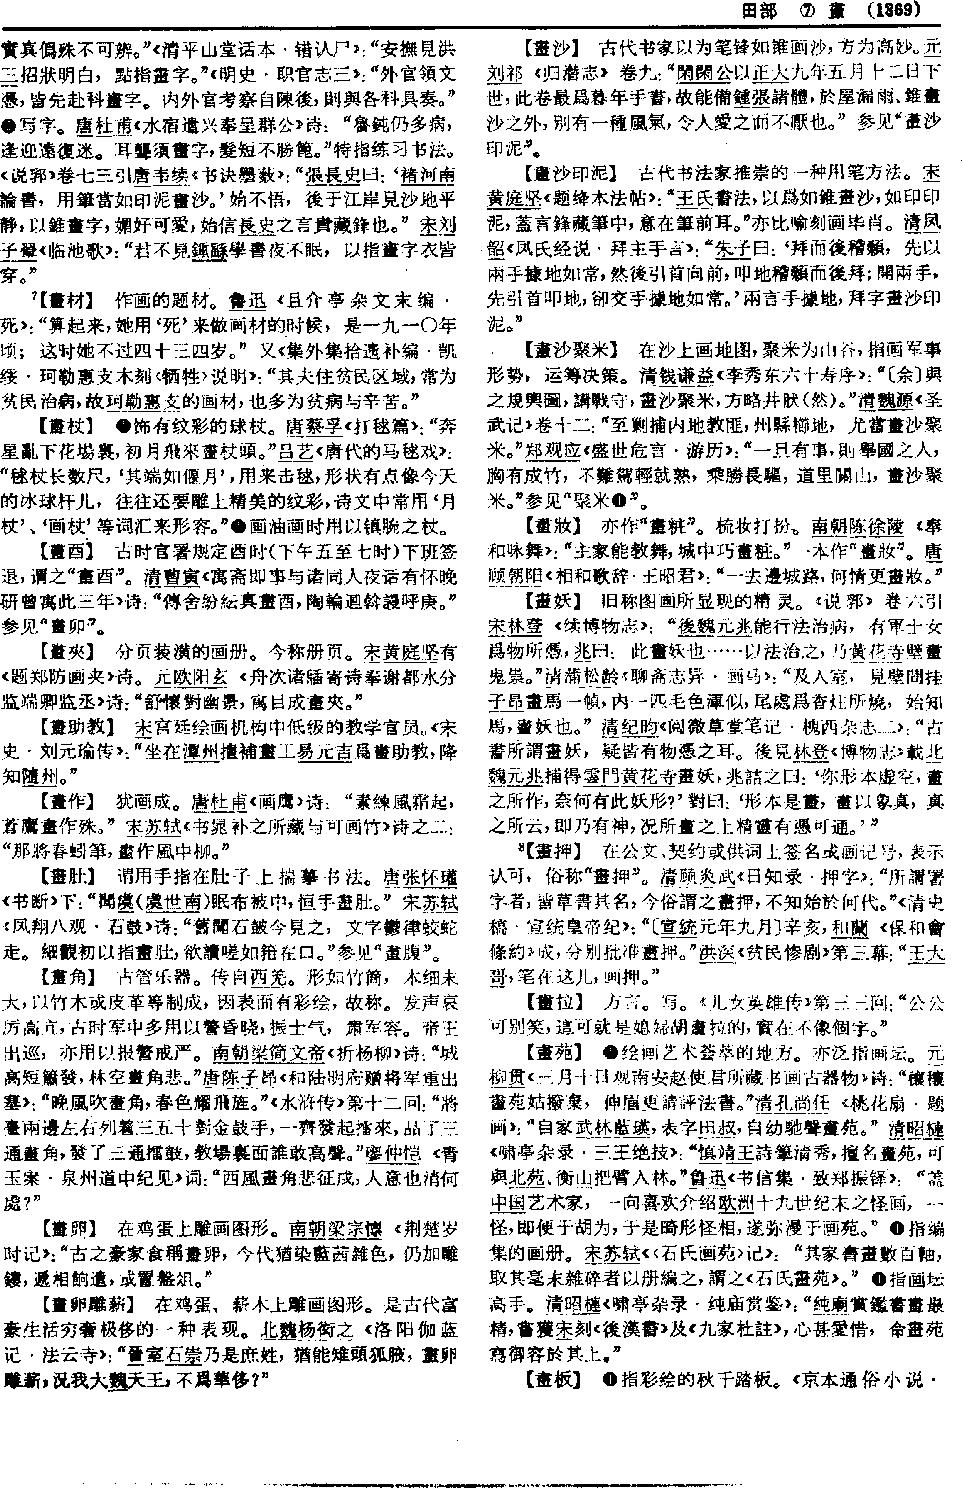 田部 ⑦ 畫 (1369)
實真僞殊不可辨。”《清平山堂话本·错认尸》：“安撫見洪
三招狀明白，點指畫字。”《明史·职官志三》：“外官領文
憑，皆先赴科畫字。内外官考察自陳後，則與各科具奏。”
❷写字。唐杜甫《水宿遣兴奉呈群公》诗：“魯鈍仍多病，
逢迎遠復迷。耳聾須畫字，髮短不勝篦。”特指练习书法。
《说郛》卷七三引唐韦续《书诀墨薮》：“張長史曰：‘褚河南
論書，用筆當如印泥畫沙。’始不悟，後于江岸見沙地平
靜，以錐畫字，媚好可愛，始信長史之言貴藏鋒也。”宋刘
子翬《临池歌》：“君不見鍾繇學書夜不眠，以指畫字衣皆
穿。”
⁷【畫材】 作画的题材。鲁迅《且介亭杂文末编·
死》：“算起来，她用‘死’来做画材的时候，是一九一〇年
顷；这时她不过四十三四岁。”又《集外集拾遗补编·凯
绥·珂勒惠支木刻〈牺牲〉说明》：“其夫住贫民区域，常为
贫民治病，故珂勒惠支的画材，也多为贫病与辛苦。”
【畫杖】 ❶饰有纹彩的球杖。唐蔡孚《打毬篇》：“奔
星亂下花場裏，初月飛來畫杖頭。”吕艺《唐代的马毬戏》：
“毬杖长数尺，‘其端如偃月’，用来击毬，形状有点像今天
的冰球杆儿，往往还要雕上精美的纹彩，诗文中常用‘月
杖’、‘画杖’等词汇来形容。”❷画油画时用以镇腕之杖。
【畫酉】 古时官署规定酉时(下午五至七时)下班签
退，谓之“畫酉”。清曹寅《寓斋即事与诸同人夜话有怀晚
研曾寓此三年》诗：“傳舍紛紜真畫酉，陶輪迴斡謾呼庚。”
参见“畫卯”。
【畫夾】 分页装潢的画册。今称册页。宋黄庭坚有
《题郑防画夹》诗。元欧阳玄《舟次诸镭寄诗奉谢都水分
监端卿监丞》诗：“舒懷對幽景，寓目成畫夾。”
【畫助教】 宋宫廷绘画机构中低级的教学官员。《宋
史·刘元瑜传》：“坐在潭州擅補畫工易元吉爲畫助教，降
知隨州。”
【畫作】 犹画成。唐杜甫《画鹰》诗：“素練風霜起，
蒼鷹畫作殊。”宋苏轼《书晁补之所藏与可画竹》诗之二：
“那將春蚓筆，畫作風中柳。”
【畫肚】 谓用手指在肚子上揣摹书法。唐张怀瓘
《书断》下：“聞虞(虞世南)眠布被中，恒手畫肚。”宋苏轼
《凤翔八观·石鼓》诗：“舊聞石鼓今見之，文字鬱律蛟蛇
走。細觀初以指畫肚，欲讀嗟如箝在口。”参见“畫腹”。
【畫角】 古管乐器。传自西羌。形如竹筒，本细末
大，以竹木或皮革等制成，因表面有彩绘，故称。发声哀
厉高亢，古时军中多用以警昏晓，振士气，肃军容。帝王
出巡，亦用以报警戒严。南朝梁简文帝《折杨柳》诗：“城
高短簫發，林空畫角悲。”唐陈子昂《和陆明府赠将军重出
塞》：“晚風吹畫角，春色耀飛旌。”《水浒传》第十二回：“將
臺兩邊左右列着三五十對金鼓手，一齊發起擂來，品了三
通畫角，發了三通擂鼓，教場裏面誰敢高聲。”廖仲恺《青
玉案·泉州道中纪见》词：“西風畫角悲征戍，人意也消何
處？”
【畫卵】 在鸡蛋上雕画图形。南朝梁宗懔《荆楚岁
时记》：“古之豪家食稱畫卵，今代猶染藍茜雜色，仍加雕
鏤，遞相餉遺，或置盤俎。”
【畫卵雕薪】 在鸡蛋、薪木上雕画图形。是古代富
豪生活穷奢极侈的一种表现。北魏杨衒之《洛阳伽蓝
记·法云寺》：“晉室石崇乃是庶姓，猶能雉頭狐腋，畫卵
雕薪；況我大魏天王，不爲華侈？”
【畫沙】 古代书家以为笔锋如锥画沙，方为高妙。元
刘祁《归潜志》卷九：“閑閑公以正大九年五月十二日下
世，此卷最爲暮年手書，故能備鍾張諸體，於屋漏雨、錐畫
沙之外，别有一種風氣，令人愛之而不厭也。”参见“畫沙
印泥”。
【畫沙印泥】 古代书法家推崇的一种用笔方法。宋
黄庭坚《题绛本法帖》：“王氏書法，以爲如錐畫沙，如印印
泥，蓋言鋒藏筆中，意在筆前耳。”亦比喻刻画毕肖。清凤
韶《凤氏经说·拜主手言》：“朱子曰：‘拜而後稽顙，先以
兩手據地如常，然後引首向前，叩地稽顙而後拜；開兩手，
先引首叩地，卻交手據地如常。’兩言手據地，拜字畫沙印
泥。”
【畫沙聚米】 在沙上画地图，聚米为山谷，指画军事
形势，运筹决策。清钱谦益《李秀东六十寿序》：“〔余〕與
之規輿圖，講戰守，畫沙聚米，方略井狀(然)。”清魏源《圣
武记》卷十二：“至剿捕内地教匪，州縣櫛地，尤當畫沙聚
米。”郑观应《盛世危言·游历》：“一旦有事，則舉國之人，
胸有成竹，不難駕輕就熟，乘勝長驅，道里關山，畫沙聚
米。”参见“聚米❶”。
【畫妝】 亦作“畫粧”。梳妆打扮。南朝陈徐陵《奉
和咏舞》：“主家能教舞，城中巧畫粧。”一本作“畫妝”。唐
顾朝阳《相和歌辞·王昭君》：“一去邊城路，何情更畫妝。”
【畫妖】 旧称图画所显现的精灵。《说郛》卷六引
宋林登《续博物志》：“後魏元兆能行法治病，有軍士女
爲物所憑，兆曰：此畫妖也……以法治之，乃黄花寺壁畫
鬼祟。”清蒲松龄《聊斋志异·画马》：“及入室，見壁間挂
子昂畫馬一幀，内一匹毛色渾似，尾處爲香炷所燒，始知
馬，畫妖也。”清纪昀《阅微草堂笔记·槐西杂志二》：“古
書所謂畫妖，疑皆有物憑之耳。後見林登《博物志》載北
魏元兆捕得雲門黄花寺畫妖，兆詰之曰：‘你形本虚空，畫
之所作，奈何有此妖形？’對曰：‘形本是畫，畫以象真，真
之所云，即乃有神，况所畫之上精靈有憑可通。’”
⁸【畫押】 在公文、契约或供词上签名或画记号，表示
认可，俗称“畫押”。清顾炎武《日知录·押字》：“所謂署
字者，皆草書其名，今俗謂之畫押，不知始於何代。”《清史
稿·宣统皇帝纪》：“〔宣統元年九月〕辛亥，和蘭《保和會
條約》成，分别批准畫押。”洪深《贫民惨剧》第三幕：“王大
哥，笔在这儿，画押。”
【畫拉】 方言。写。《儿女英雄传》第三三回：“公公
可别笑，這可就是媳婦胡畫拉的，實在不像個字。”
【畫苑】 ❶绘画艺术荟萃的地方。亦泛指画坛。元
柳贯《三月十日观南安赵使君所藏书画古器物》诗：“穰穰
畫苑姑擬棄，伸眉更請評法書。”清孔尚任《桃花扇·题
画》：“自家武林藍瑛，表字田叔，自幼馳聲畫苑。”清昭梿
《啸亭杂录·三王绝技》：“慎靖王詩筆清秀，擅名畫苑，可
與北苑、衡山把臂入林。”鲁迅《书信集·致郑振铎》：“盖
中国艺术家，一向喜欢介绍欧洲十九世纪末之怪画，一
怪，即便于胡为，于是畸形怪相，遂弥漫于画苑。”❷指编
集的画册。宋苏轼《〈石氏画苑〉记》：“其家書畫數百軸，
取其毫末雜碎者以册編之，謂之《石氏畫苑》。”❸指画坛
高手。清昭梿《啸亭杂录·纯庙赏鉴》：“純廟賞鑑書畫最
精，嘗獲宋刻《後漢書》及《九家杜註》，心甚愛惜，命畫苑
寫御容於其上。”
【畫板】 ❶指彩绘的秋千踏板。《京本通俗小说·